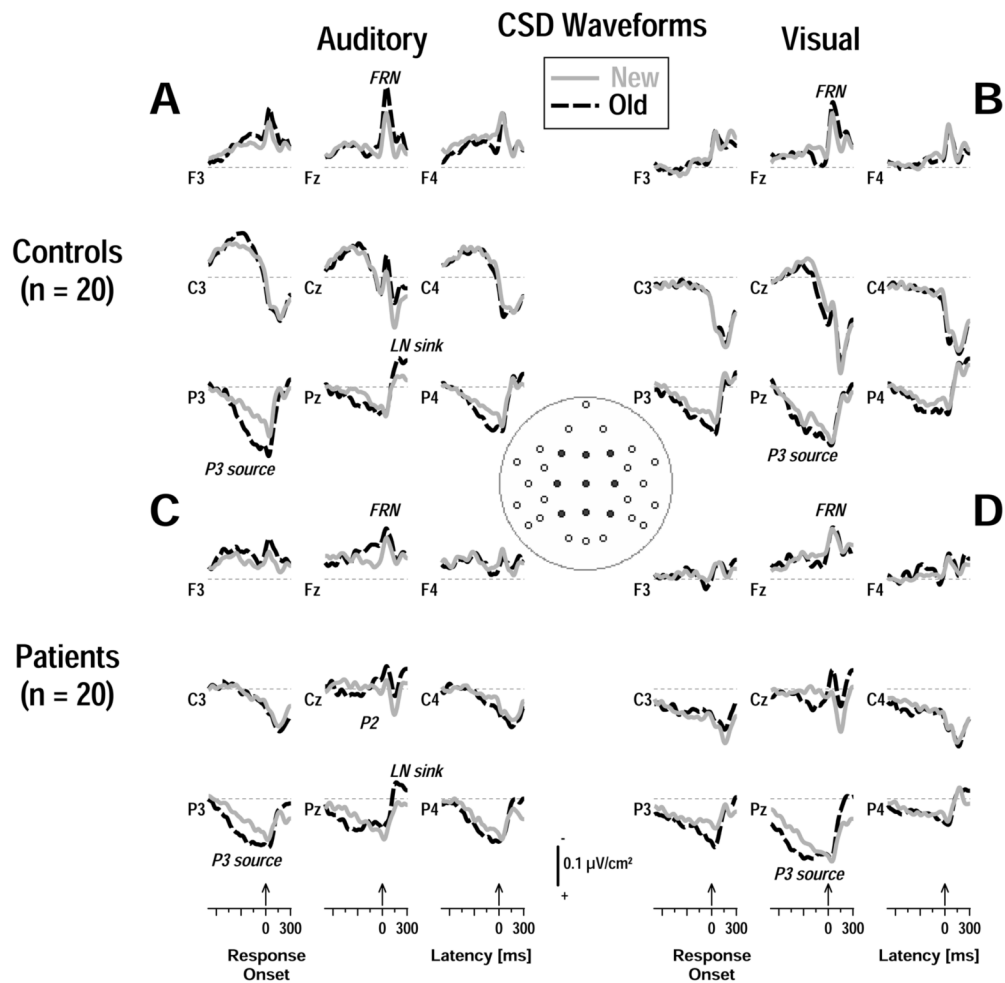 CSD Waveforms
Auditory
Visual
New
Old
A
B
FRN
FRN
F3
Fz
F4
F3
Fz
F4
Controls
(n = 20)
C3
Cz
C4
C3
Cz
C4
LN sink
P3
Pz
P4
P3
Pz
P4
P3 source
P3 source
C
D
FRN
FRN
F3
Fz
F4
F3
Fz
F4
Patients
(n = 20)
C3
Cz
C4
C3
Cz
C4
P2
LN sink
P3
Pz
P4
P3
Pz
P4
P3 source
P3 source
-
0.1 µV/cm²
+
0 300
0 300
0 300
0 300
0 300
0 300
Response
Onset
Latency [ms]
Response
Onset
Latency [ms]